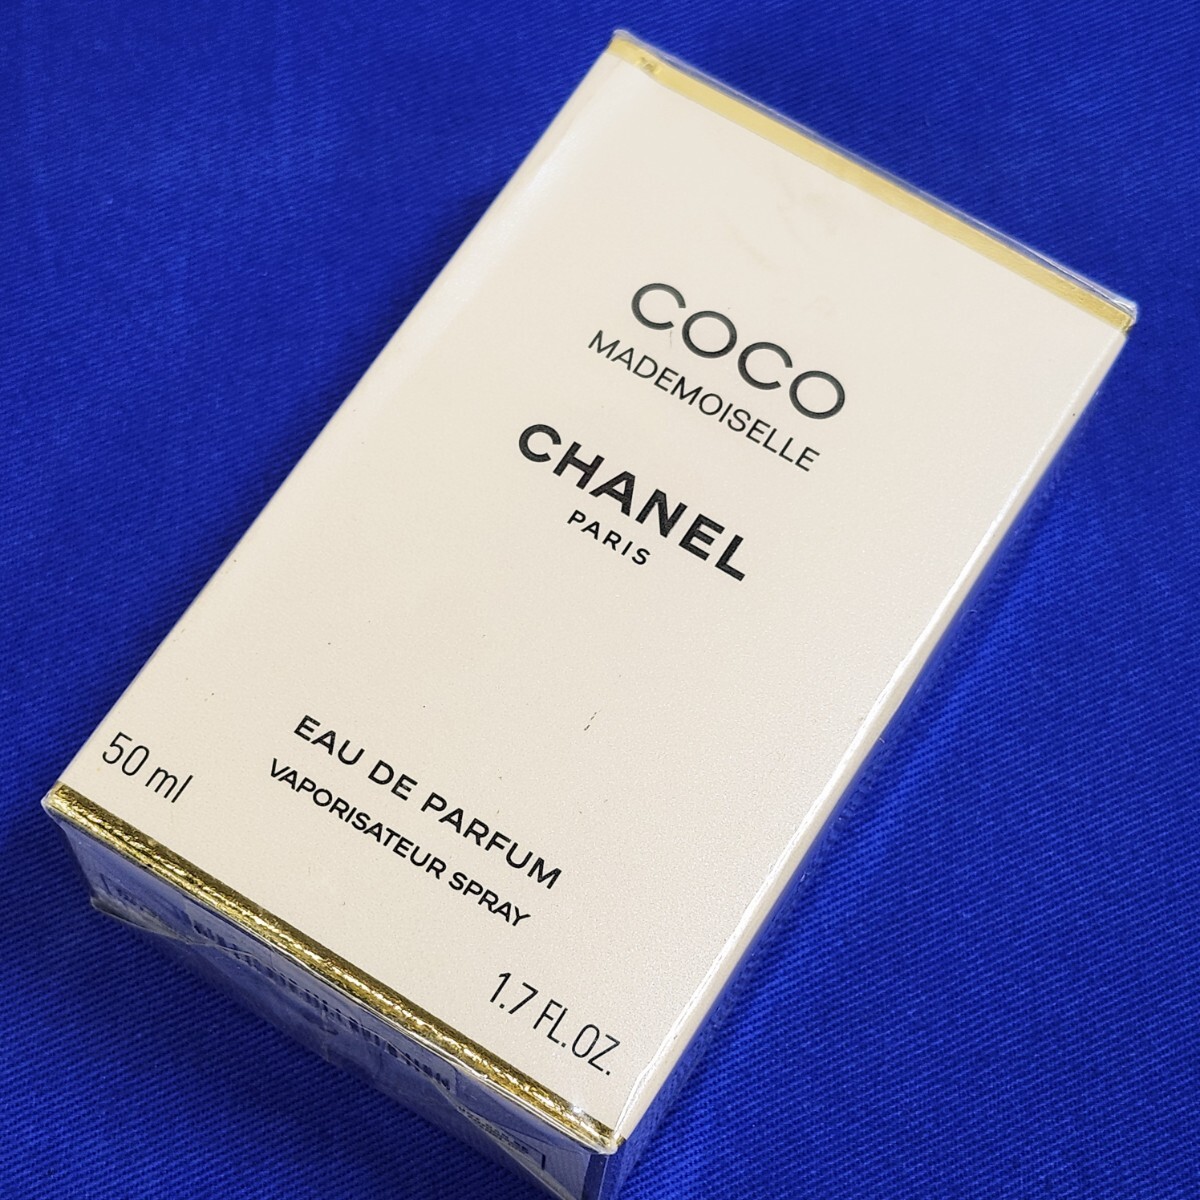 COCO
MADEMOISELLE
CHANEL
PARIS
EAU DE PARFUM
VAPORISATEUR SPRAY
50 ml
1.7 FL.OZ.